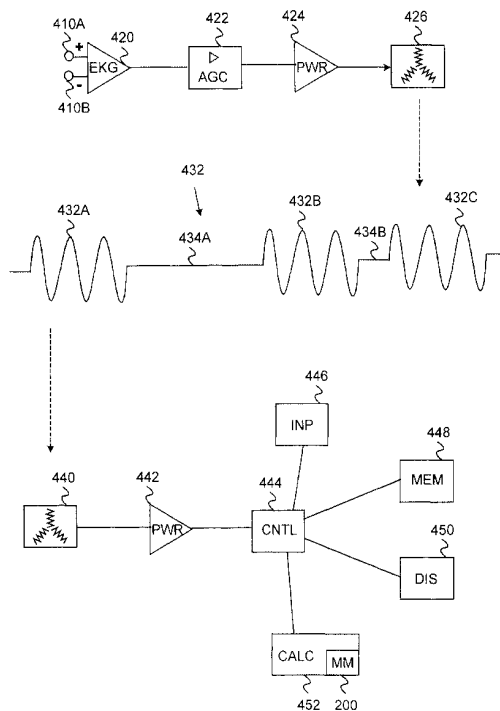 410A
420
422
424
426
+
EKG
AGC
PWR
-
410B
432
432A
432B
432C
434A
434B
446
INP
448
440
442
444
MEM
PWR
CNTL
450
DIS
CALC
MM
452
200